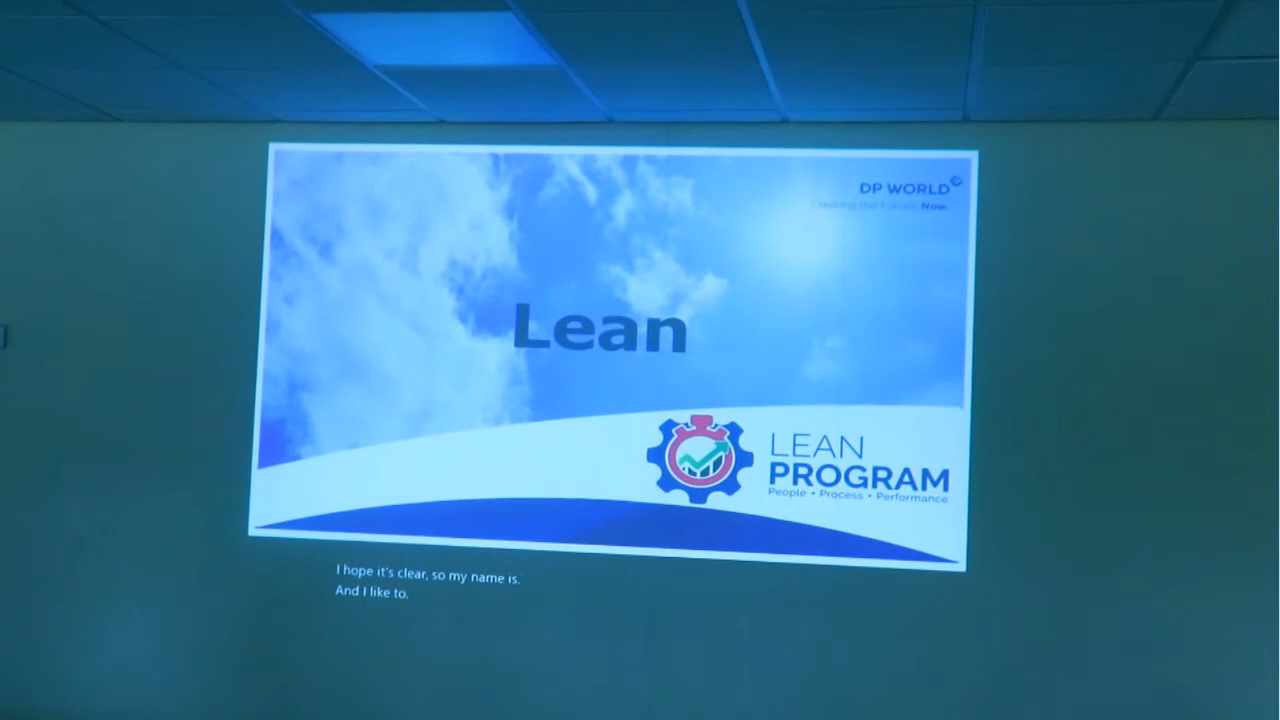 DP WORLD
Creating the Future. Now.
Lean
LEAN
PROGRAM
People • Process • Performance
I hope it's clear, so my name is.
And I like to.